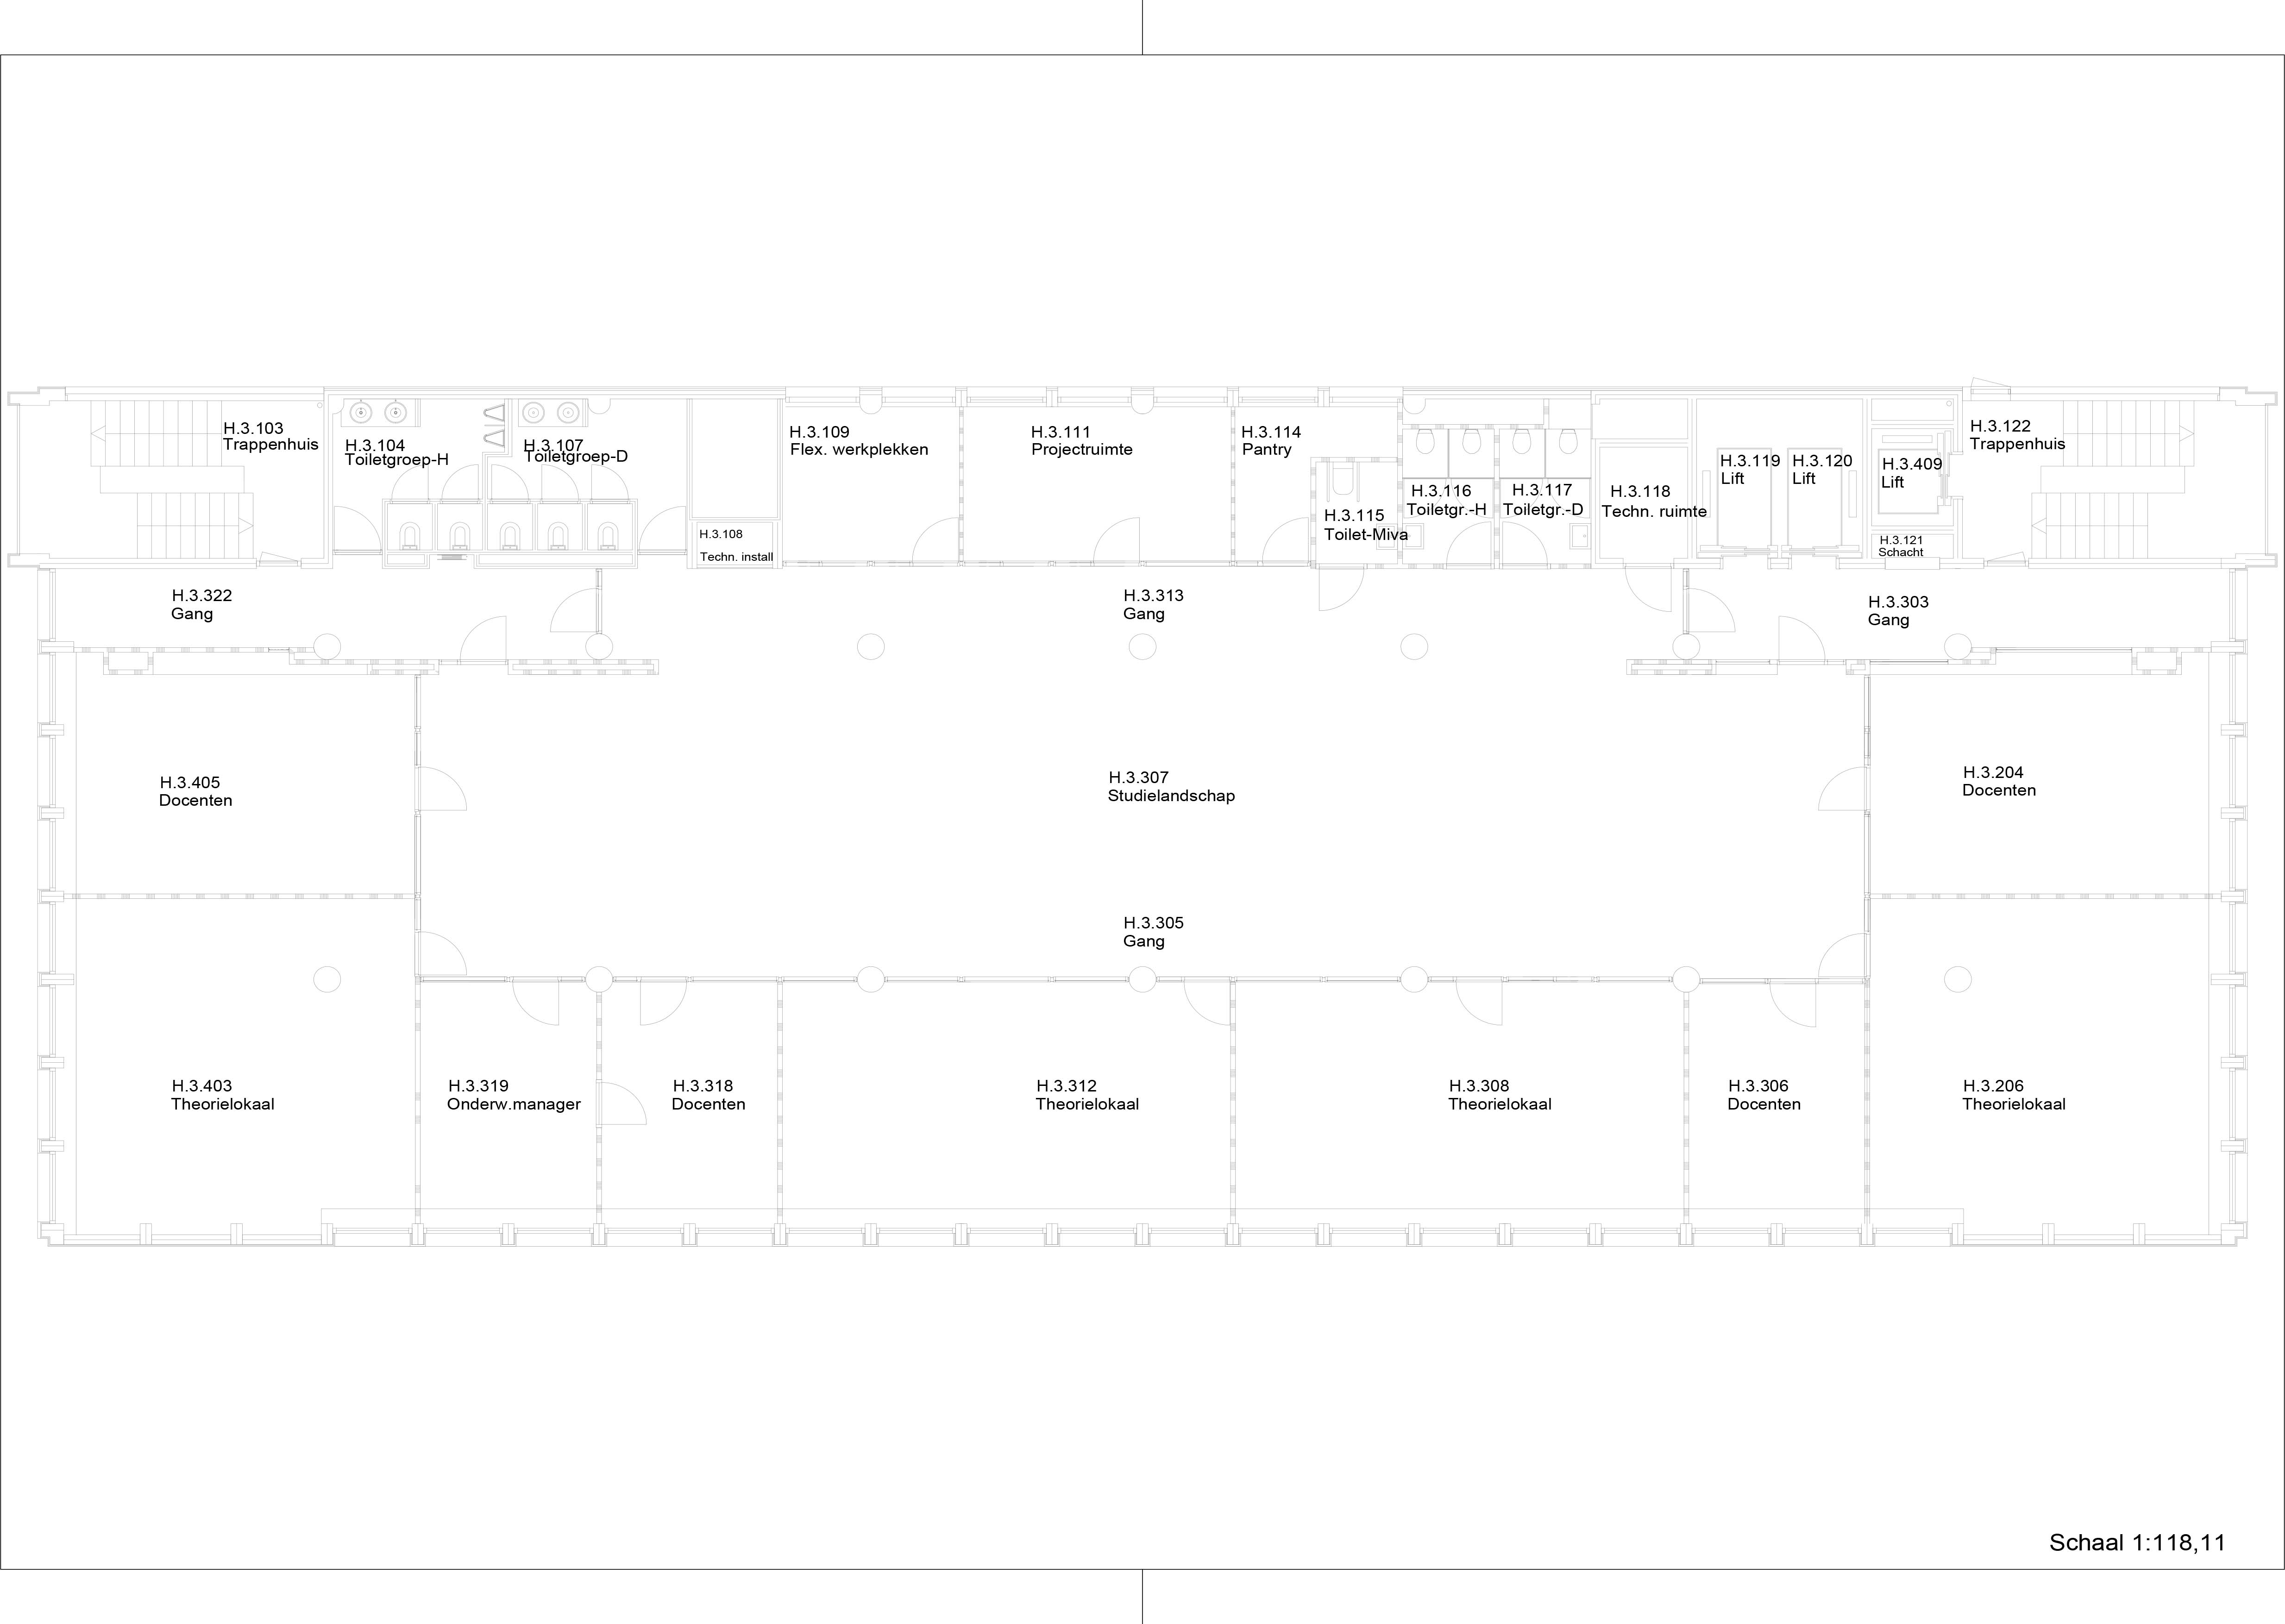 H.3.103
Trappenhuis
H.3.104
Toiletgroep-H
H.3.107
Toiletgroep-D
H.3.108
Techn. install
H.3.109
Flex. werkplekken
H.3.111
Projectruimte
H.3.114
Pantry
H.3.115
Toilet-Miva
H.3.116
Toiletgr.-H
H.3.117
Toiletgr.-D
H.3.118
Techn. ruimte
H.3.119
Lift
H.3.120
Lift
H.3.409
Lift
H.3.121
Schacht
H.3.122
Trappenhuis
H.3.322
Gang
H.3.313
Gang
H.3.303
Gang
H.3.405
Docenten
H.3.307
Studielandschap
H.3.204
Docenten
H.3.305
Gang
H.3.403
Theorielokaal
H.3.319
Onderw.manager
H.3.318
Docenten
H.3.312
Theorielokaal
H.3.308
Theorielokaal
H.3.306
Docenten
H.3.206
Theorielokaal
Schaal 1:118,11